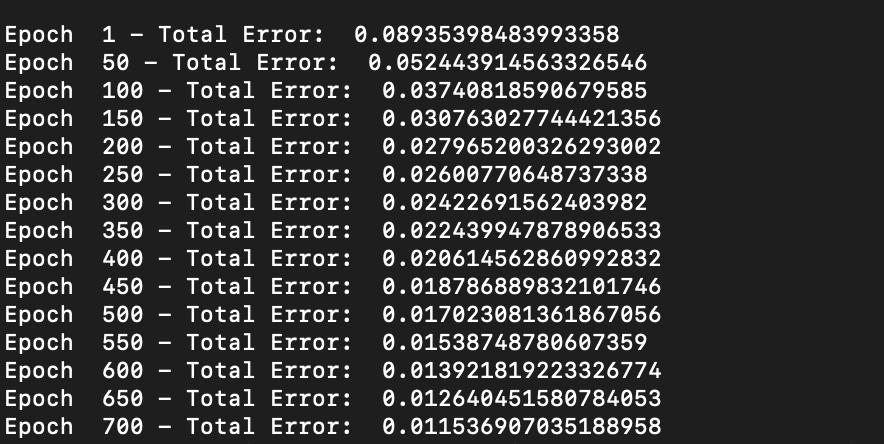 Epoch  1 – Total Error:  0.08935398483993358
Epoch  50 – Total Error:  0.052443914563326546
Epoch  100 – Total Error:  0.03740818590679585
Epoch  150 – Total Error:  0.030763027744421356
Epoch  200 – Total Error:  0.027965200326293002
Epoch  250 – Total Error:  0.02600770648737338
Epoch  300 – Total Error:  0.02422691562403982
Epoch  350 – Total Error:  0.022439947878906533
Epoch  400 – Total Error:  0.020614562860992832
Epoch  450 – Total Error:  0.018786889832101746
Epoch  500 – Total Error:  0.017023081361867056
Epoch  550 – Total Error:  0.01538748780607359
Epoch  600 – Total Error:  0.013921819223326774
Epoch  650 – Total Error:  0.012640451580784053
Epoch  700 – Total Error:  0.011536907035188958